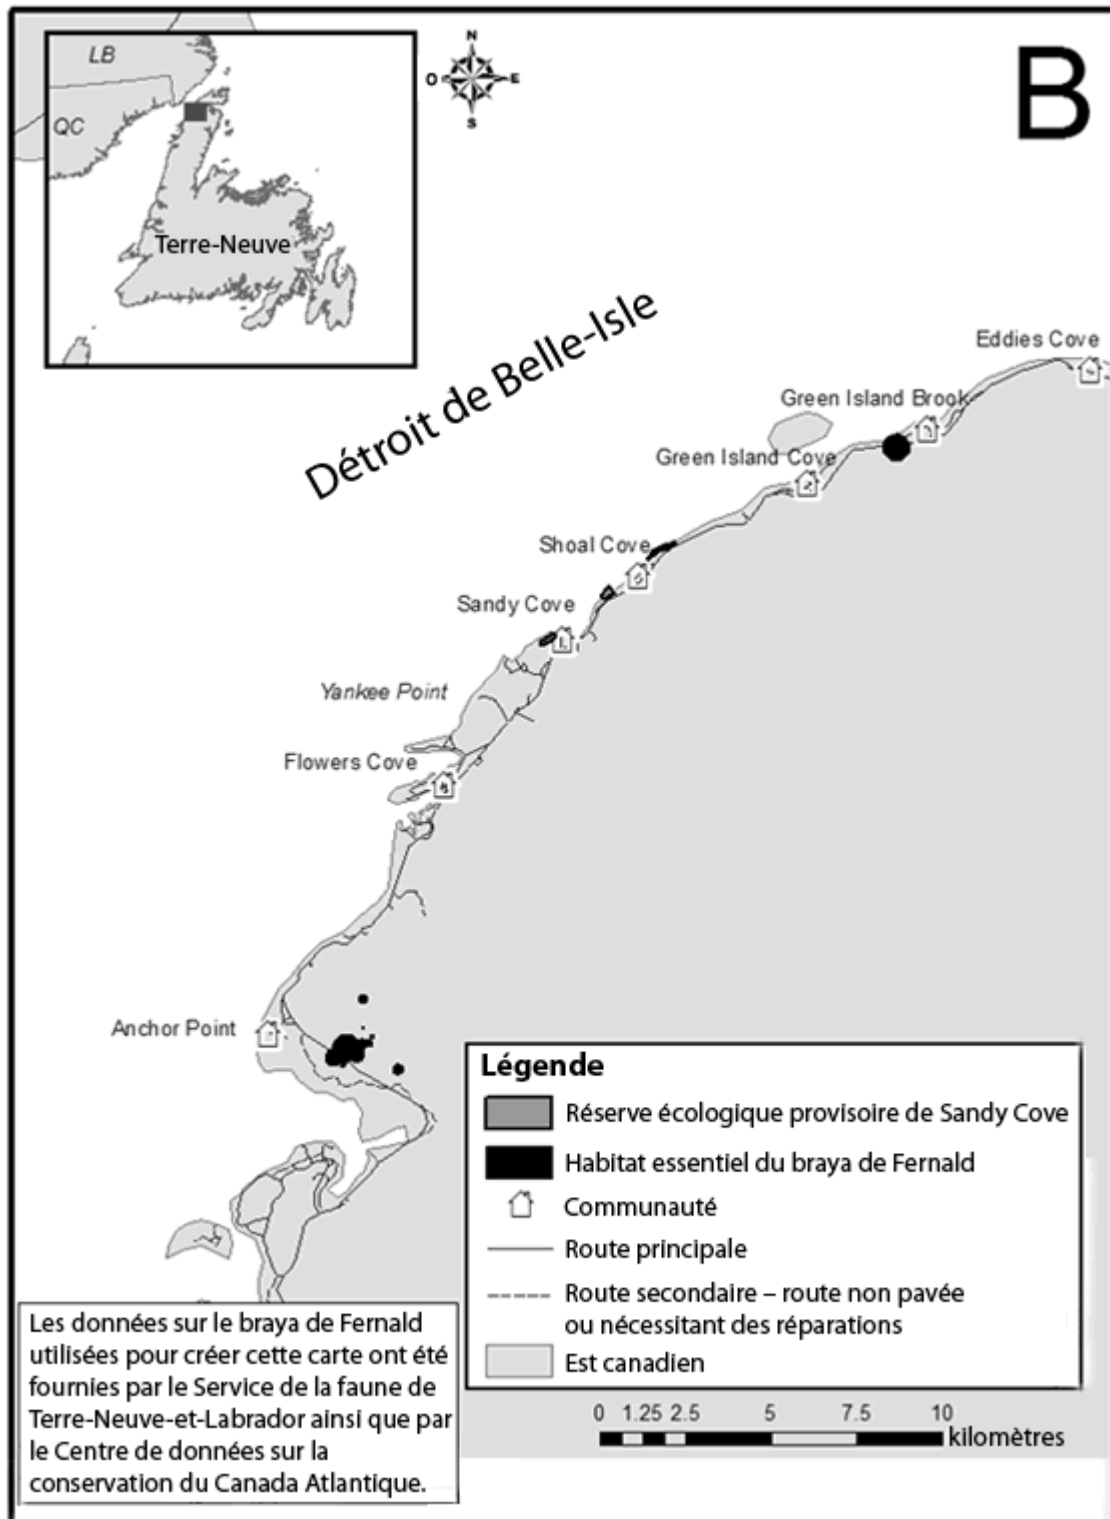 LB
QC
Terre-Neuve
N
O
E
S
B
Détroit de Belle-Isle
Eddies Cove
Green Island Brook
Green Island Cove
Shoal Cove
Sandy Cove
Yankee Point
Flowers Cove
Anchor Point
Légende
Réserve écologique provisoire de Sandy Cove
Habitat essentiel du braya de Fernald
Communauté
Route principale
Route secondaire – route non pavée
ou nécessitant des réparations
Est canadien
0 1.25 2.5 5 7.5 10
kilomètres
Les données sur le braya de Fernald
utilisées pour créer cette carte ont été
fournies par le Service de la faune de
Terre-Neuve-et-Labrador ainsi que par
le Centre de données sur la
conservation du Canada Atlantique.